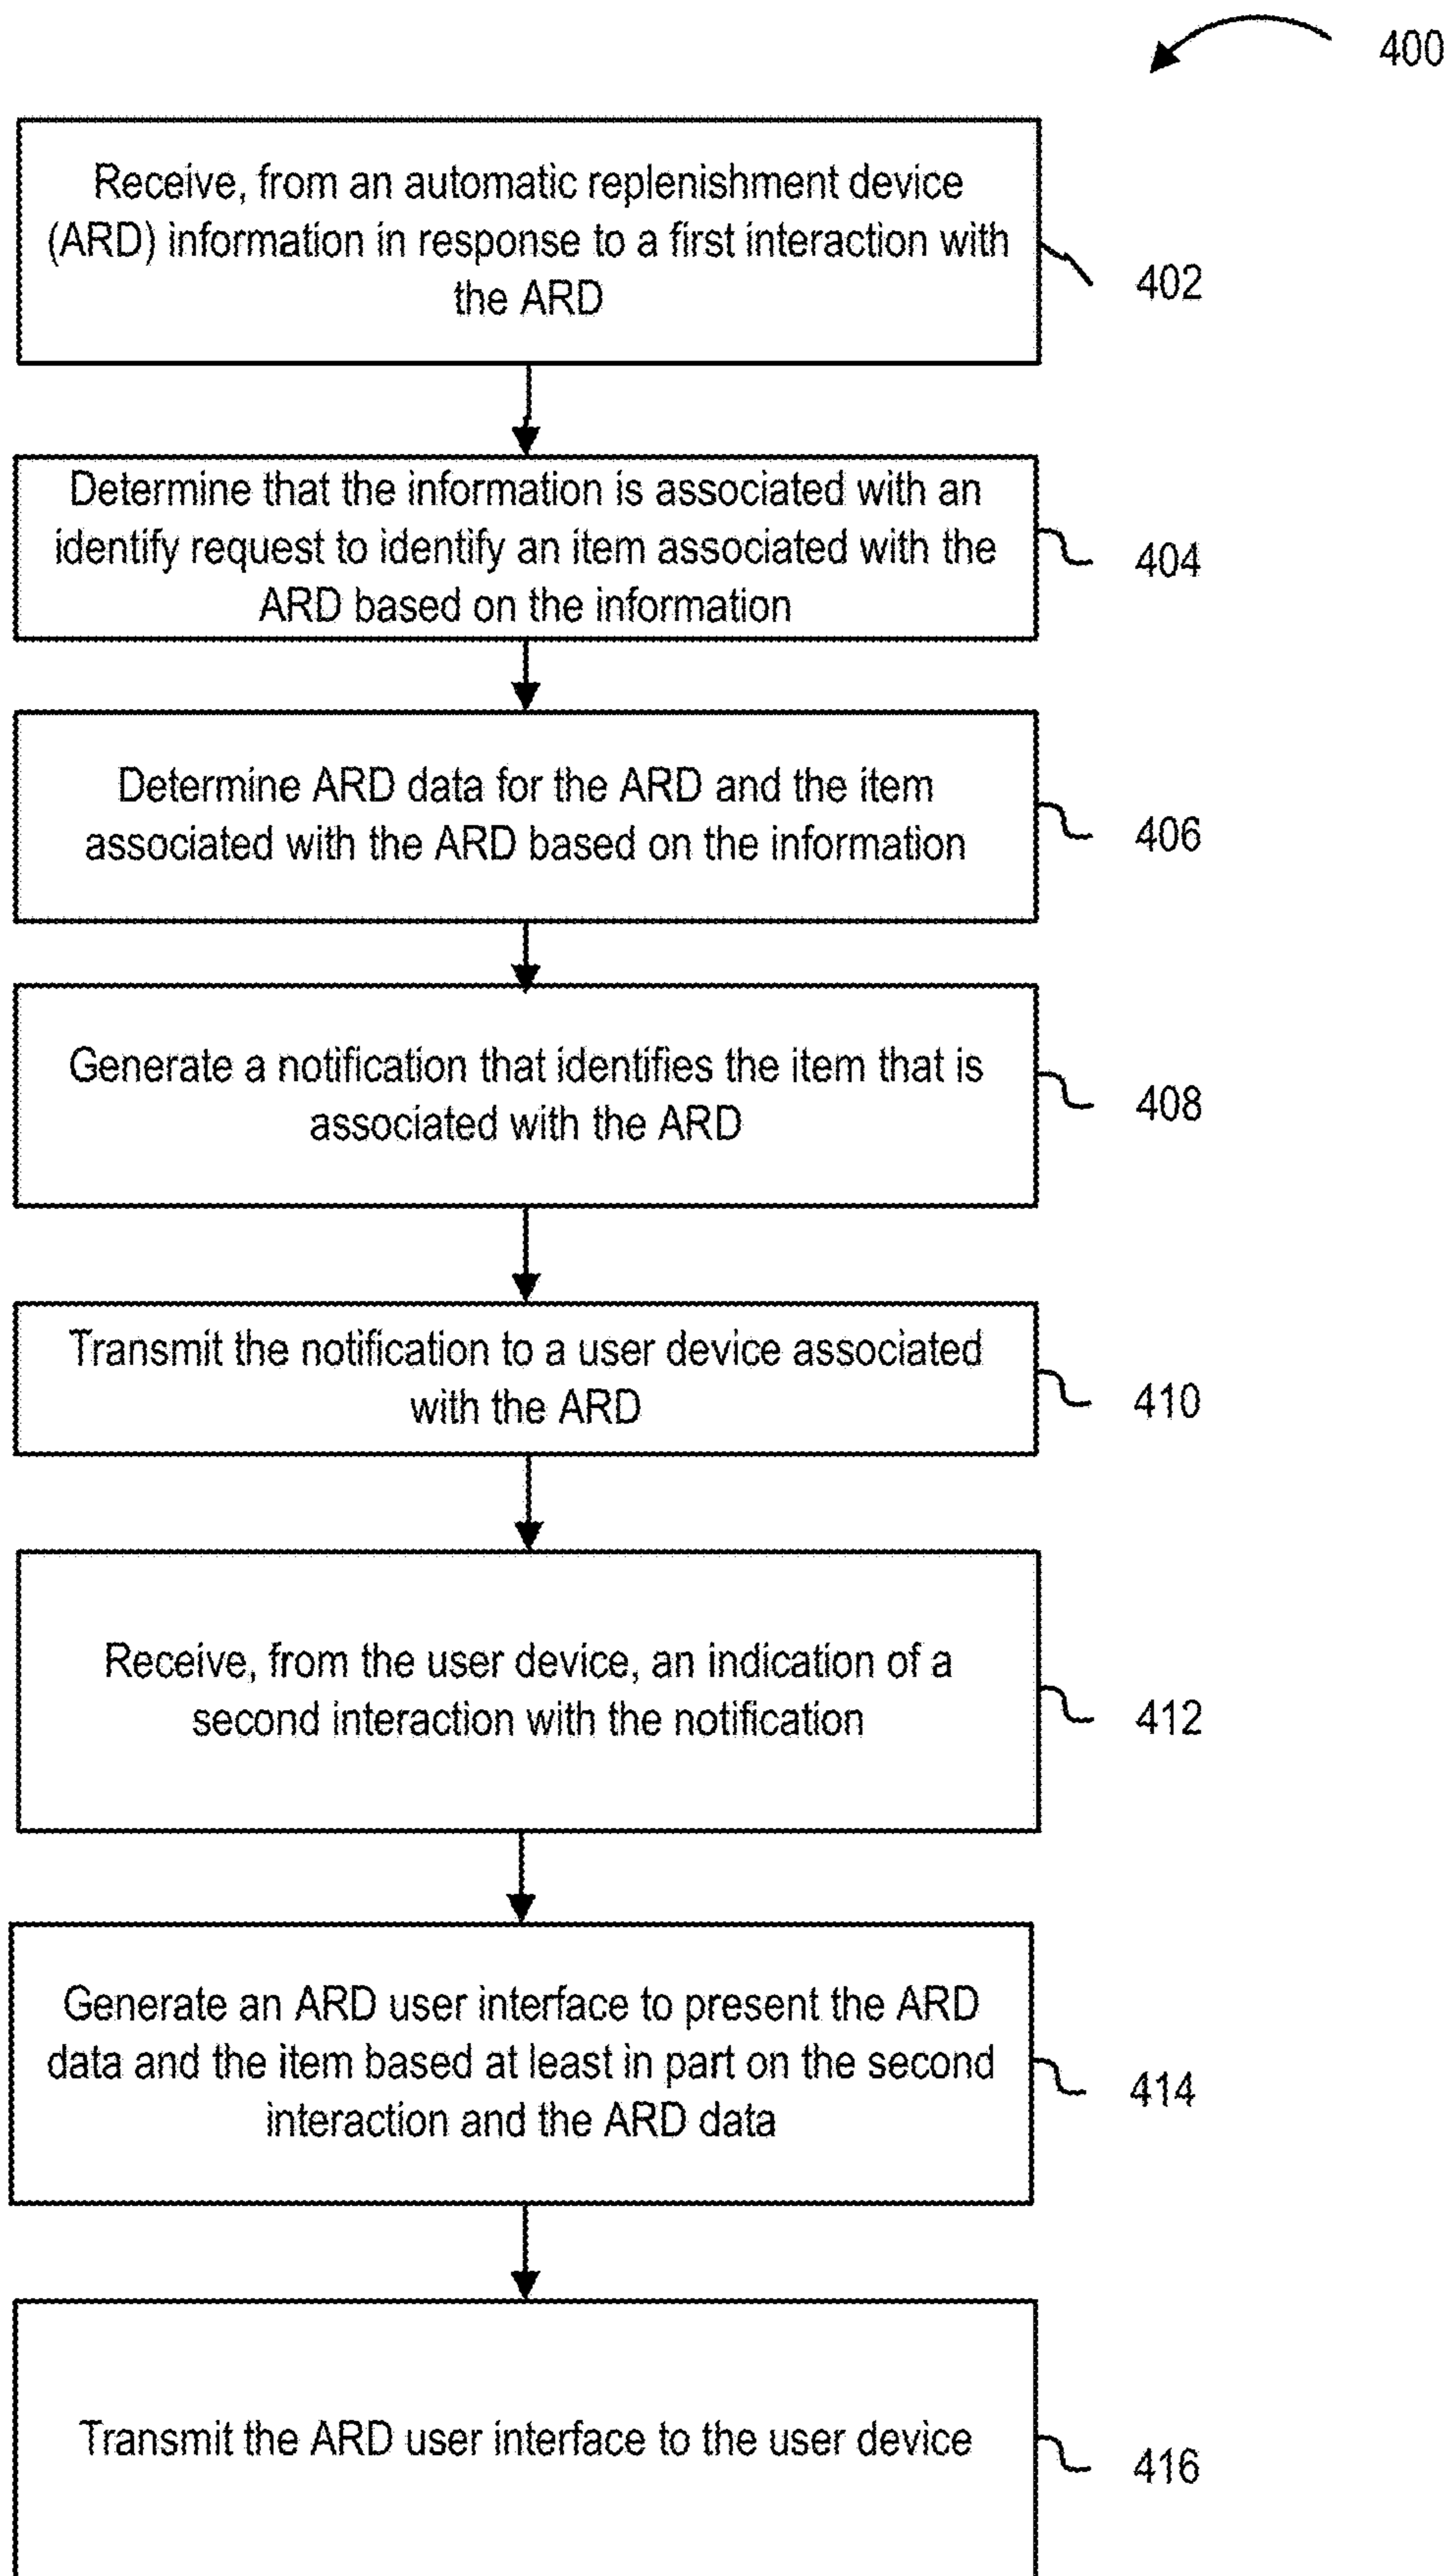 400
Receive, from an automatic replenishment device
(ARD) information in response to a first interaction with
the ARD
402
Determine that the information is associated with an
identify request to identify an item associated with the
ARD based on the information
404
Determine ARD data for the ARD and the item
associated with the ARD based on the information
406
Generate a notification that identifies the item that is
associated with the ARD
408
Transmit the notification to a user device associated
with the ARD
410
Receive, from the user device, an indication of a
second interaction with the notification
412
Generate an ARD user interface to present the ARD
data and the item based at least in part on the second
interaction and the ARD data
414
Transmit the ARD user interface to the user device
416